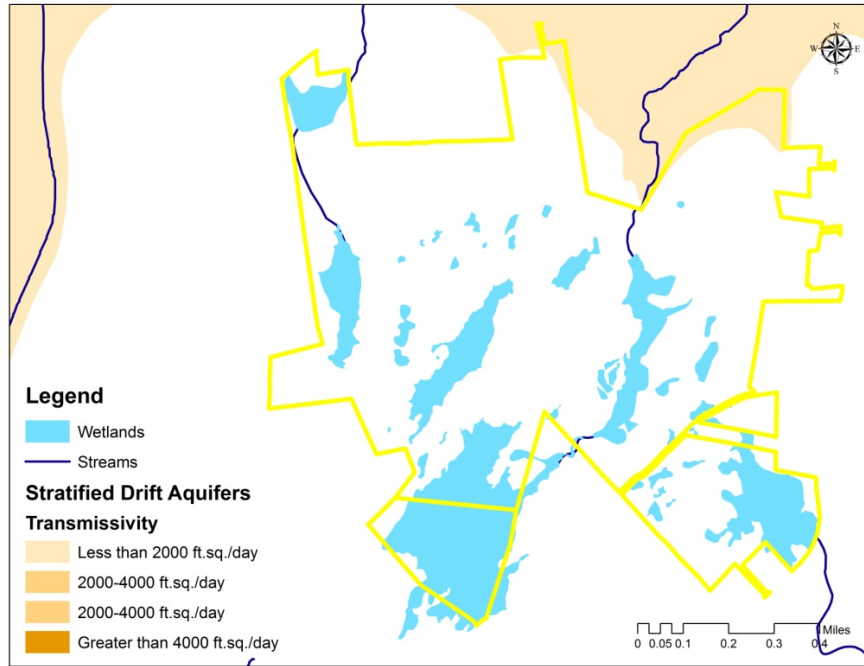 N
W E
S
Legend
Wetlands
Streams
Stratified Drift Aquifers
Transmissivity
Less than 2000 ft.sq./day
2000-4000 ft.sq./day
2000-4000 ft.sq./day
Greater than 4000 ft.sq./day
Miles
0 0.05 0.1 0.2 0.3 0.4